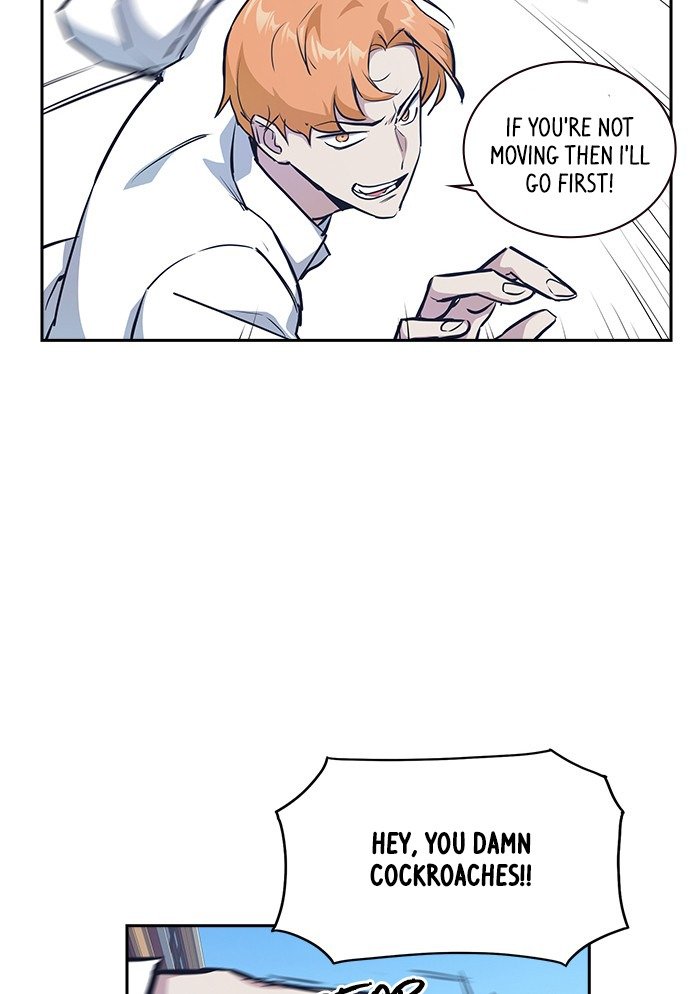 IF YOU'RE NOT
MOVING THEN I'LL
GO FIRST!
HEY, YOU DAMN
COCKROACHES!!